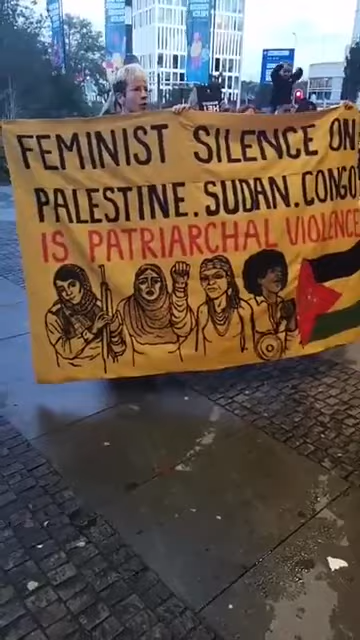 FEMINIST SILENCE ON
PALESTINE. SUDAN. CONGO
IS PATRIARCHAL VIOLENCE